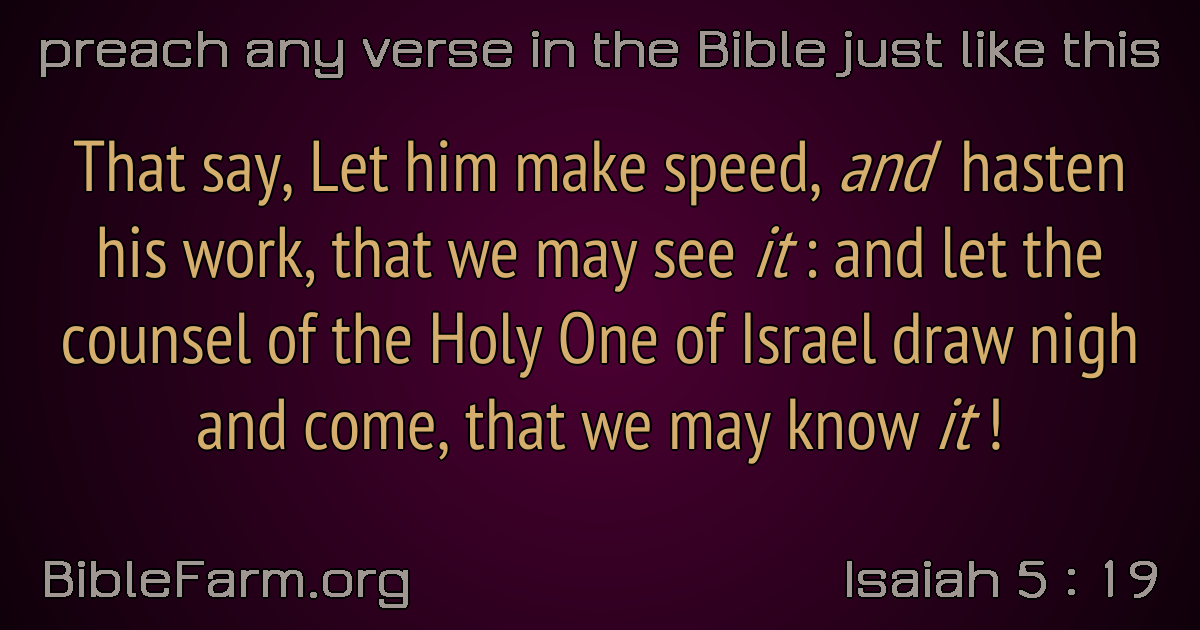 preach any verse in the Bible just like this
That say, Let him make speed, and hasten
his work, that we may see it : and let the
counsel of the Holy One of Israel draw nigh
and come, that we may know it !
BibleFarm.org
Isaiah 5 : 19